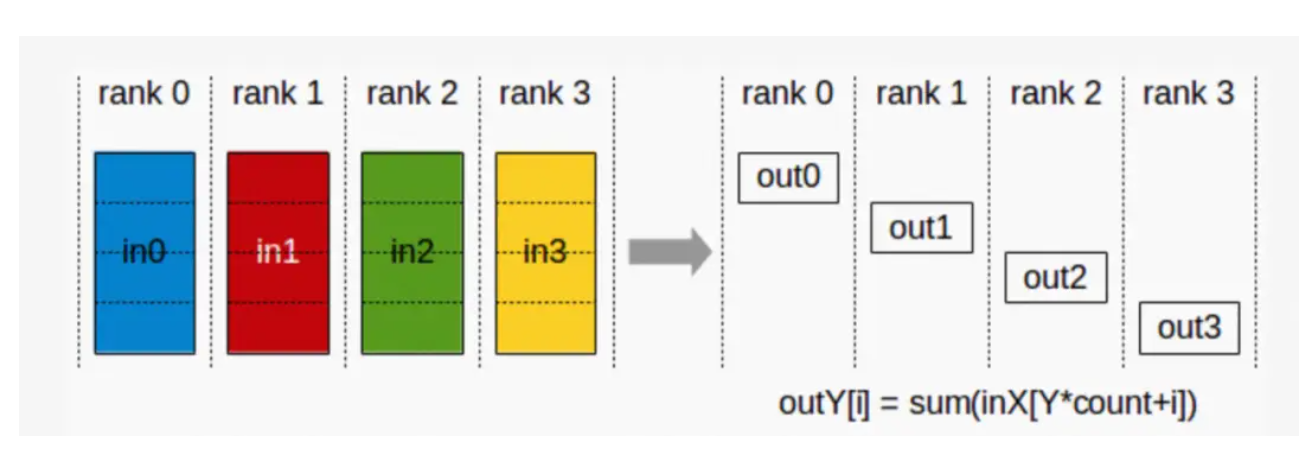 rank 0 rank 1 rank 2 rank 3 rank 0 rank 1 rank 2 rank 3
out0
out1
in0 in1 in2 in3
out2
out3
outY[i] = sum(inX[Y*count+i])